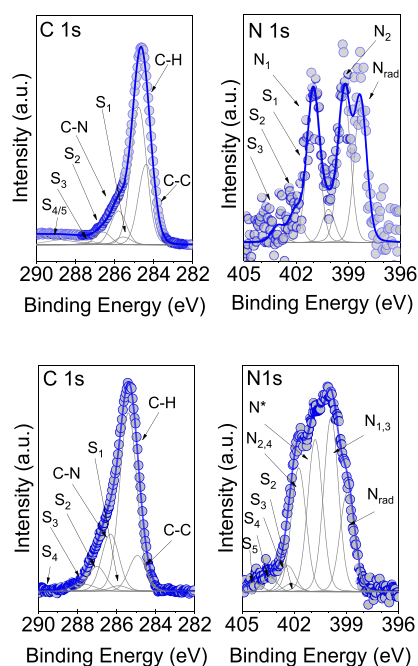 C 1s
C-H
S1
C-N
S2
S3
S4/5
C-C
Intensity (a.u.)
290 288 286 284 282
Binding Energy (eV)
N 1s
N2
N1
Nrad
S1
S2
S3
Intensity (a.u.)
405 402 399 396
Binding Energy (eV)
C 1s
C-H
S1
C-N
S2
S3
S4
C-C
Intensity (a.u.)
290 288 286 284 282
Binding Energy (eV)
N1s
N*
N1,3
N2,4
S2
S3
S4
S5
Nrad
Intensity (a.u.)
405 402 399 396
Binding Energy (eV)